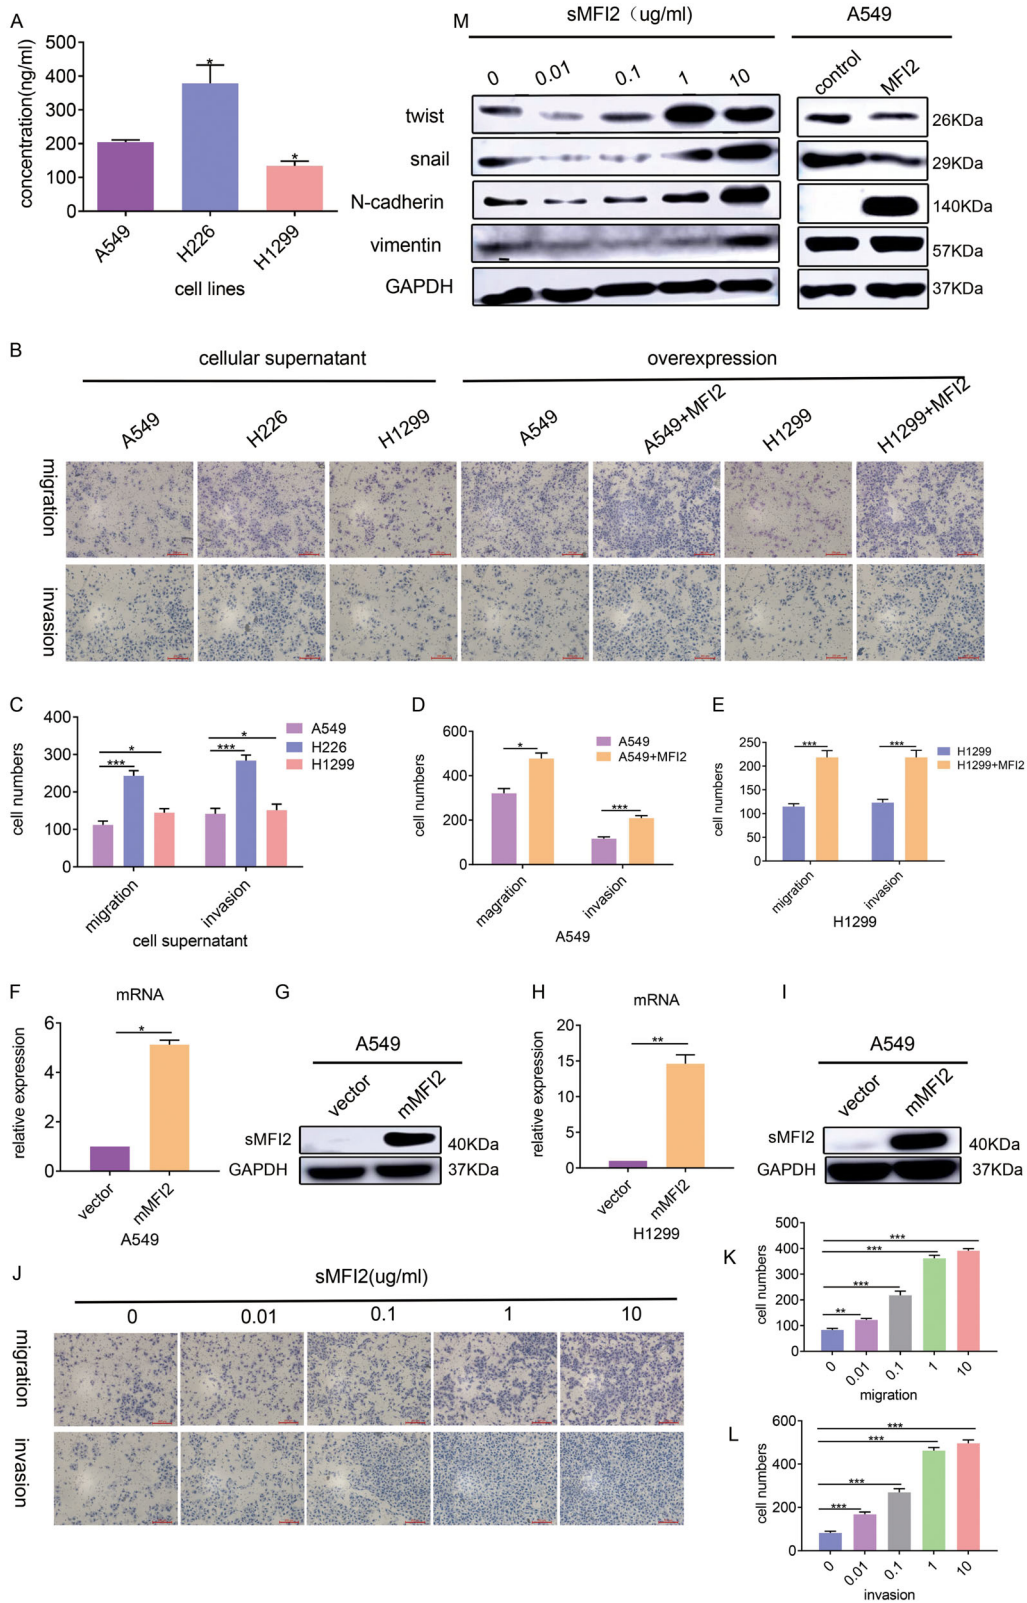 A
concentration(ng/ml)
500
400
300
200
100
0
*
*
A549
H226
H1299
cell lines
M
sMFI2（ug/ml)
A549
0
0.01
0.1
1
10
control
MFI2
twist
26KDa
snail
29KDa
N-cadherin
140KDa
vimentin
57KDa
GAPDH
37KDa
B
cellular supernatant
overexpression
A549
H226
H1299
A549
A549+MFI2
H1299
H1299+MFI2
migration
invasion
C
cell numbers
400
300
200
100
0
*
***
*
***
A549
H226
H1299
migration
invasion
cell supernatant
D
cell numbers
600
400
200
0
*
***
A549
A549+MFI2
magration
invasion
A549
E
cell numbers
250
200
150
100
50
0
***
***
H1299
H1299+MFI2
migration
invasion
H1299
F
mRNA
relative expression
6
4
2
0
*
vector
mMFI2
A549
G
A549
vector
mMFI2
sMFI2
40KDa
GAPDH
37KDa
H
mRNA
relative expression
20
15
10
5
0
**
vector
mMFI2
H1299
I
A549
vector
mMFI2
sMFI2
40KDa
GAPDH
37KDa
J
sMFI2(ug/ml)
0
0.01
0.1
1
10
migration
invasion
K
cell numbers
500
400
300
200
100
0
***
***
***
**
0
0.01
0.1
1
10
migration
L
cell numbers
600
400
200
0
***
***
***
***
0
0.01
0.1
1
10
invasion